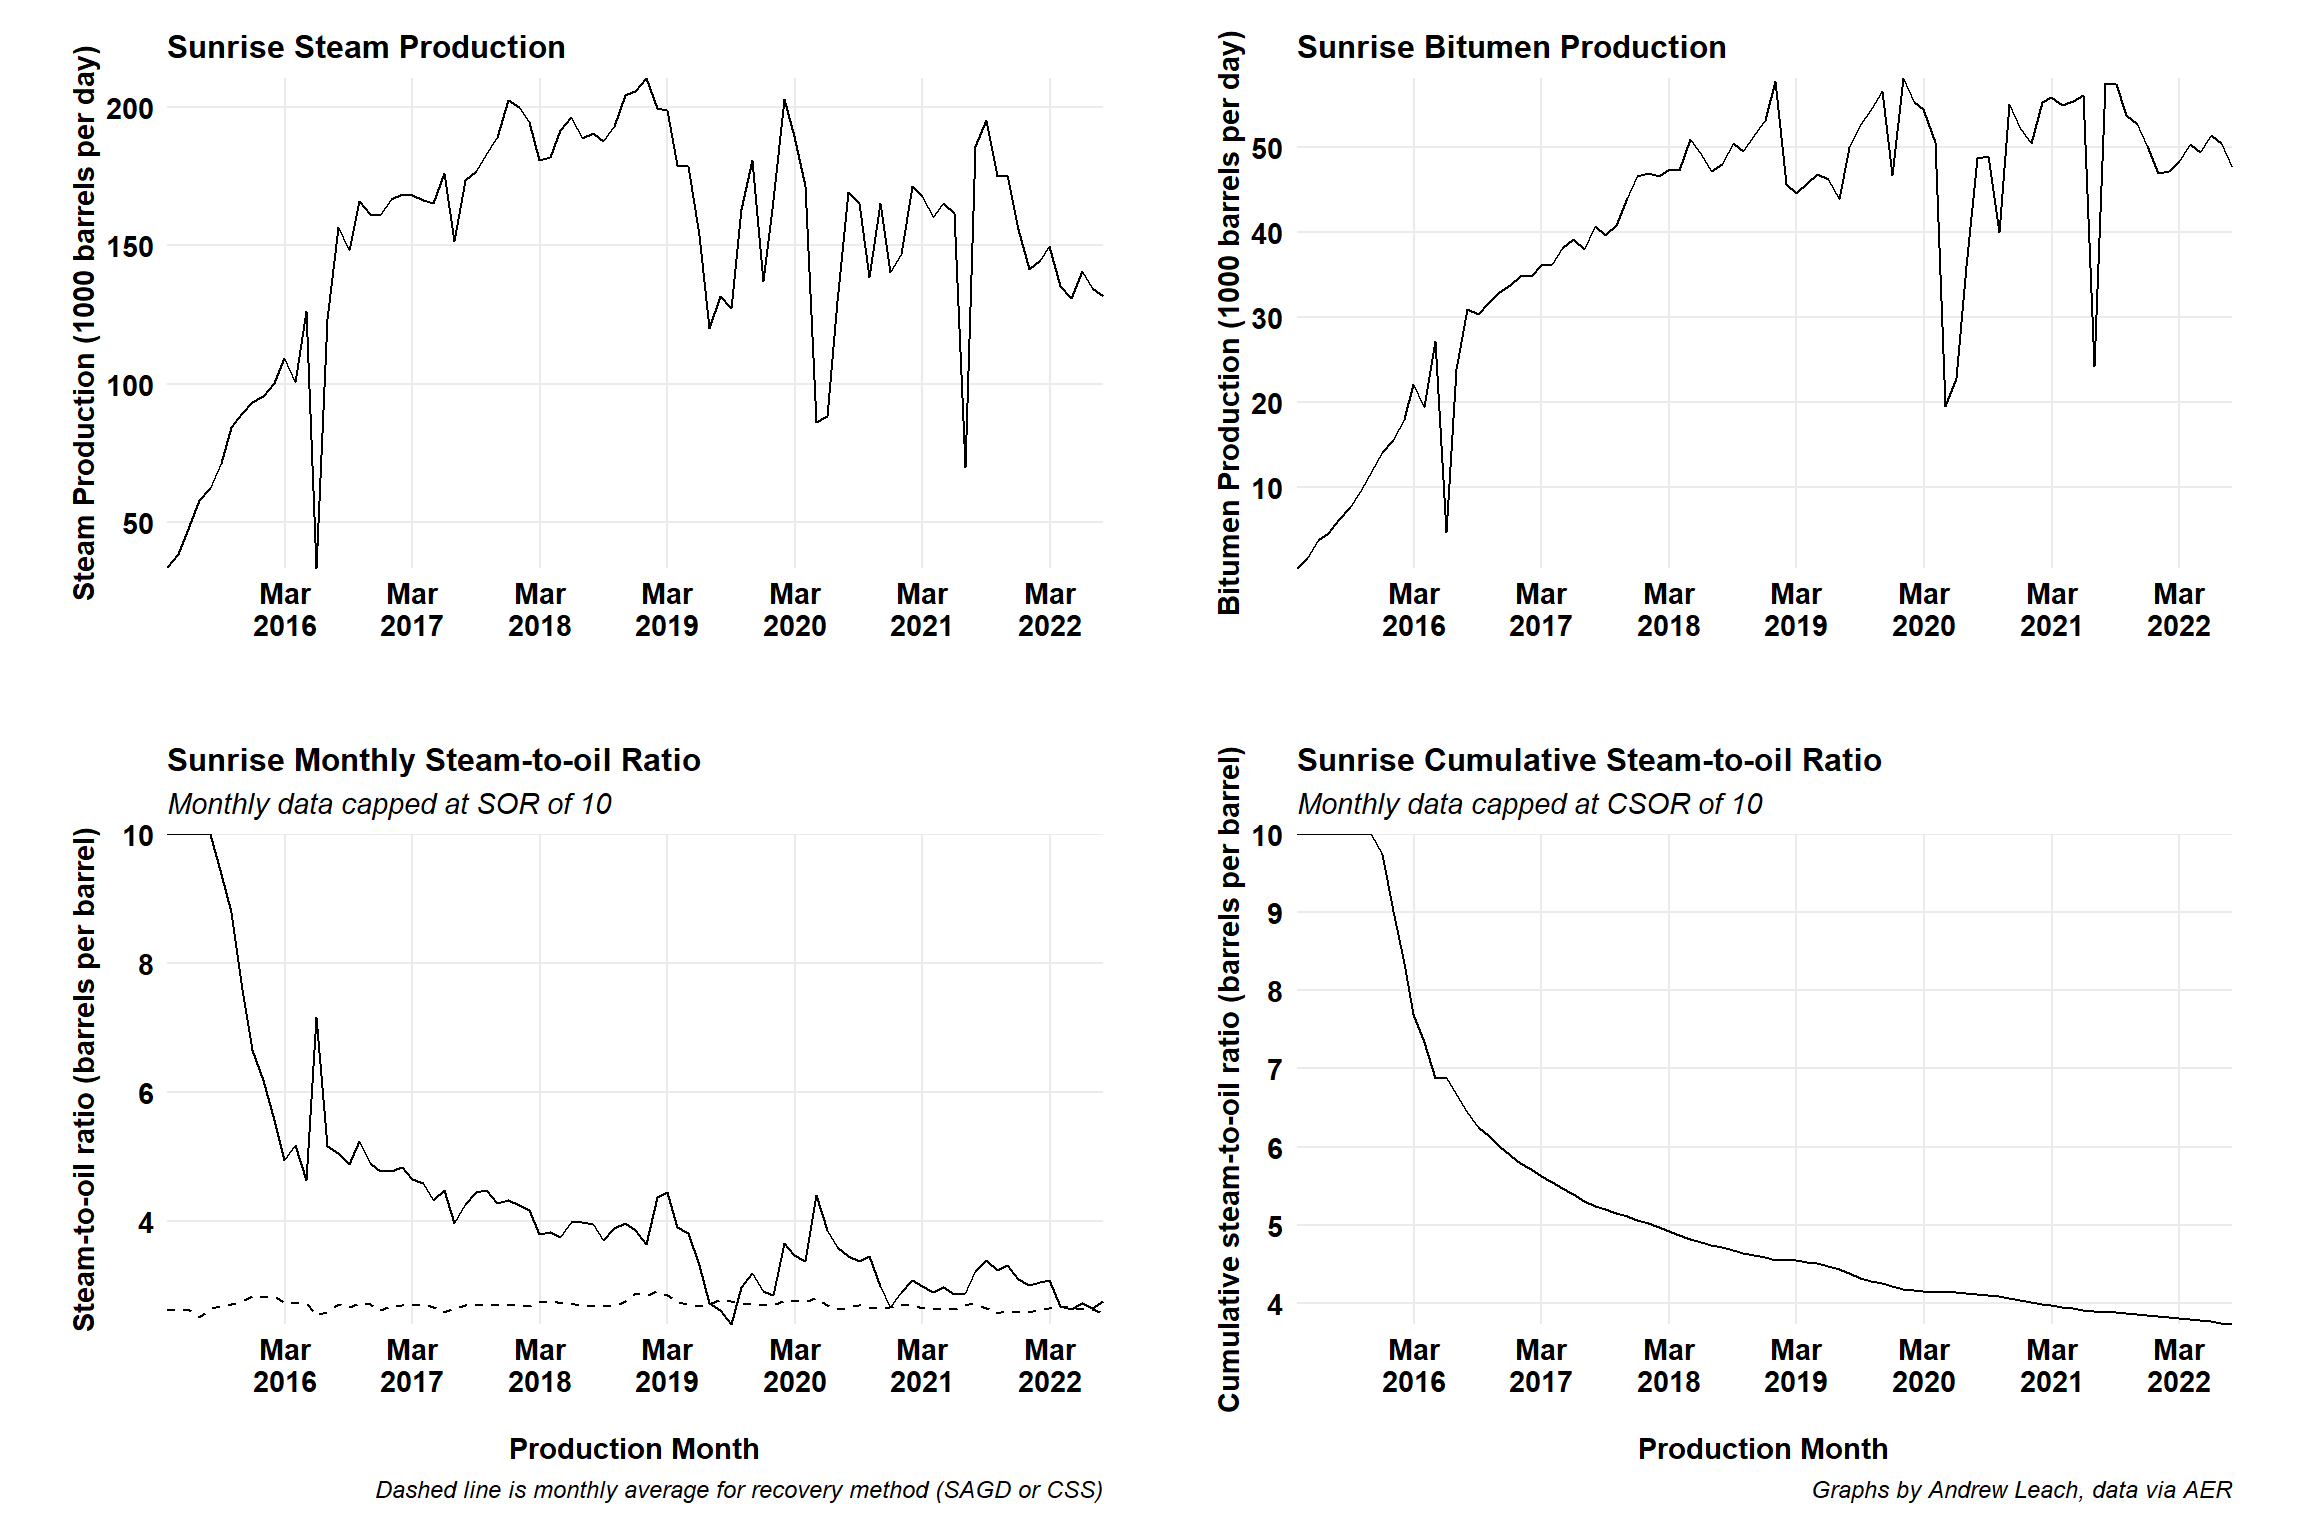 Sunrise Steam Production
Steam Production (1000 barrels per day)
200
150
100
50
Mar
2016
Mar
2017
Mar
2018
Mar
2019
Mar
2020
Mar
2021
Mar
2022
Sunrise Bitumen Production
Bitumen Production (1000 barrels per day)
50
40
30
20
10
Mar
2016
Mar
2017
Mar
2018
Mar
2019
Mar
2020
Mar
2021
Mar
2022
Sunrise Monthly Steam-to-oil Ratio
Monthly data capped at SOR of 10
Steam-to-oil ratio (barrels per barrel)
10
8
6
4
Mar
2016
Mar
2017
Mar
2018
Mar
2019
Mar
2020
Mar
2021
Mar
2022
Production Month
Dashed line is monthly average for recovery method (SAGD or CSS)
Sunrise Cumulative Steam-to-oil Ratio
Monthly data capped at CSOR of 10
Cumulative steam-to-oil ratio (barrels per barrel)
10
9
8
7
6
5
4
Mar
2016
Mar
2017
Mar
2018
Mar
2019
Mar
2020
Mar
2021
Mar
2022
Production Month
Graphs by Andrew Leach, data via AER